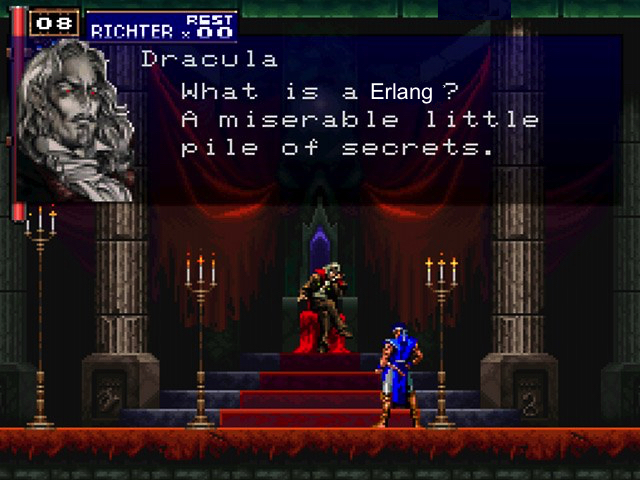 08
RICHTER REST x 00
Dracula
What is a Erlang ?
A miserable little
pile of secrets.